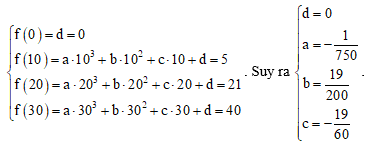 f(0)=d=0
f(10)=a·10³+b·10²+c·10+d=5
f(20)=a·20³+b·20²+c·20+d=21
f(30)=a·30³+b·30²+c·30+d=40
. Suy ra
d=0
a=-1/750
b=19/200
c=-19/60
.